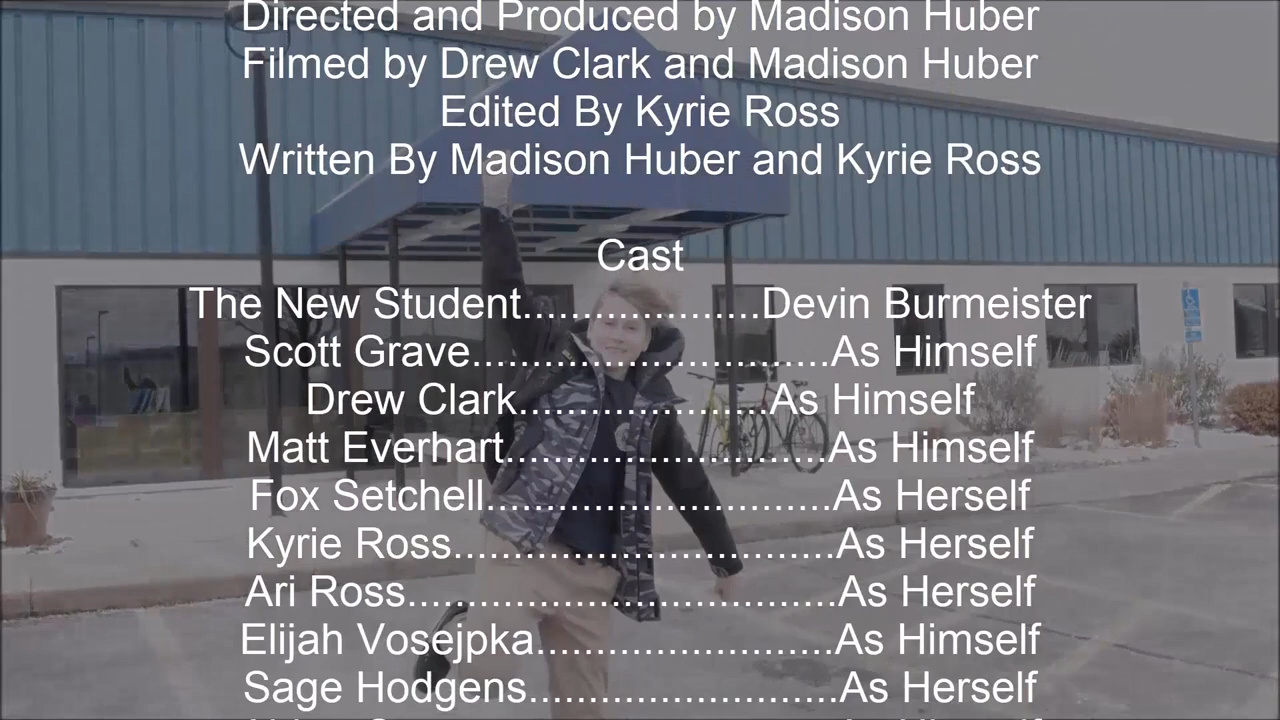 Directed and Produced by Madison Huber
Filmed by Drew Clark and Madison Huber
Edited By Kyrie Ross
Written By Madison Huber and Kyrie Ross
Cast
The New Student....................Devin Burmeister
Scott Grave..............................As Himself
Drew Clark.....................As Himself
Matt Everhart...........................As Himself
Fox Setchell.............................As Herself
Kyrie Ross................................As Herself
Ari Ross....................................As Herself
Elijah Vosejpka.........................As Himself
Sage Hodgens..........................As Herself